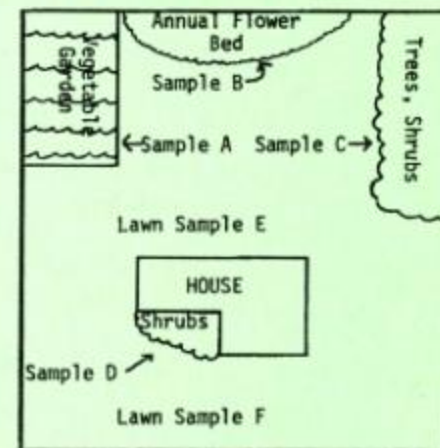 Annual Flower
Bed
Vegetable
Garden
Trees, Shrubs
Sample B
Sample A
Sample C
Lawn Sample E
HOUSE
Shrubs
Sample D
Lawn Sample F